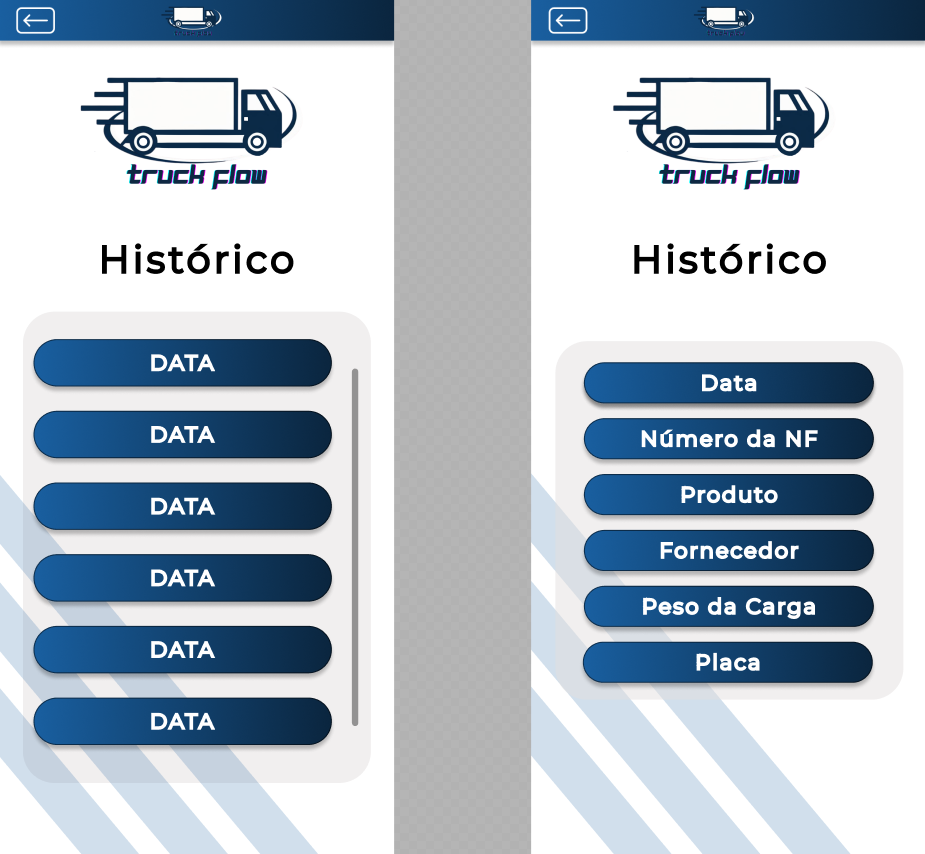 truck flow
Histórico
DATA
DATA
DATA
DATA
DATA
DATA
truck flow
Histórico
Data
Número da NF
Produto
Fornecedor
Peso da Carga
Placa